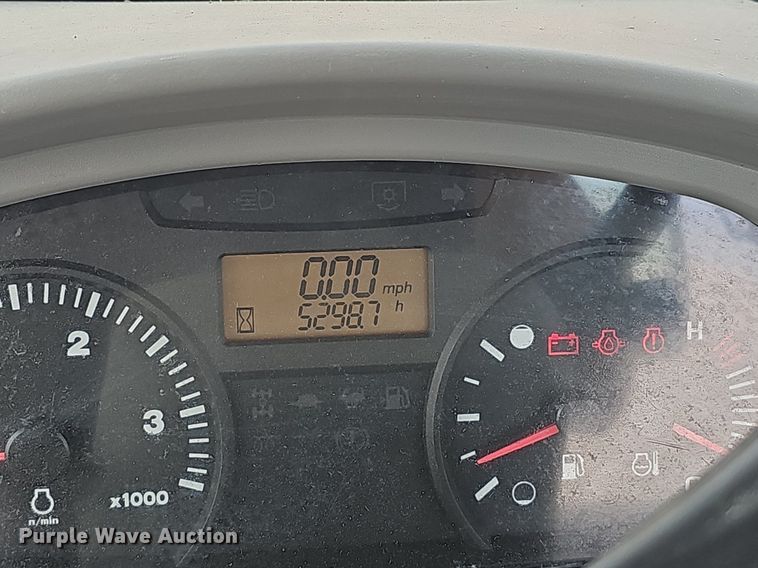 0.00 mph
5298.7 h
H
2
3
x1000
n/min
Purple Wave Auction